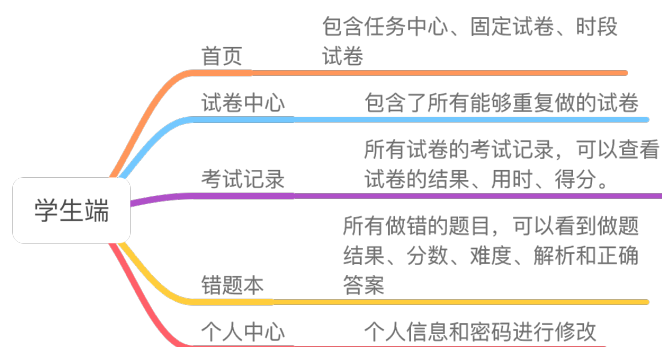 学生端
首页
包含任务中心、固定试卷、时段
试卷
试卷中心
包含了所有能够重复做的试卷
考试记录
所有试卷的考试记录，可以查看
试卷的结果、用时、得分。
错题本
所有做错的题目，可以看到做题
结果、分数、难度、解析和正确
答案
个人中心
个人信息和密码进行修改